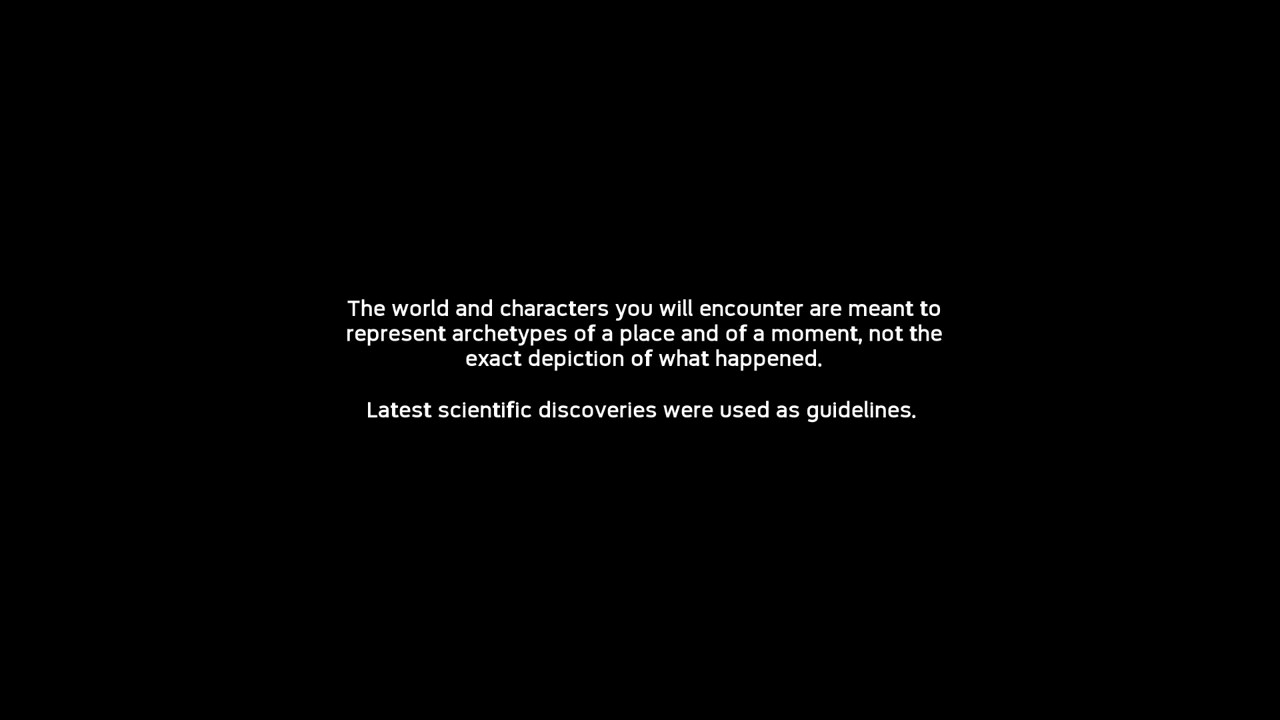 The world and characters you will encounter are meant to
represent archetypes of a place and of a moment, not the
exact depiction of what happened.
Latest scientific discoveries were used as guidelines.